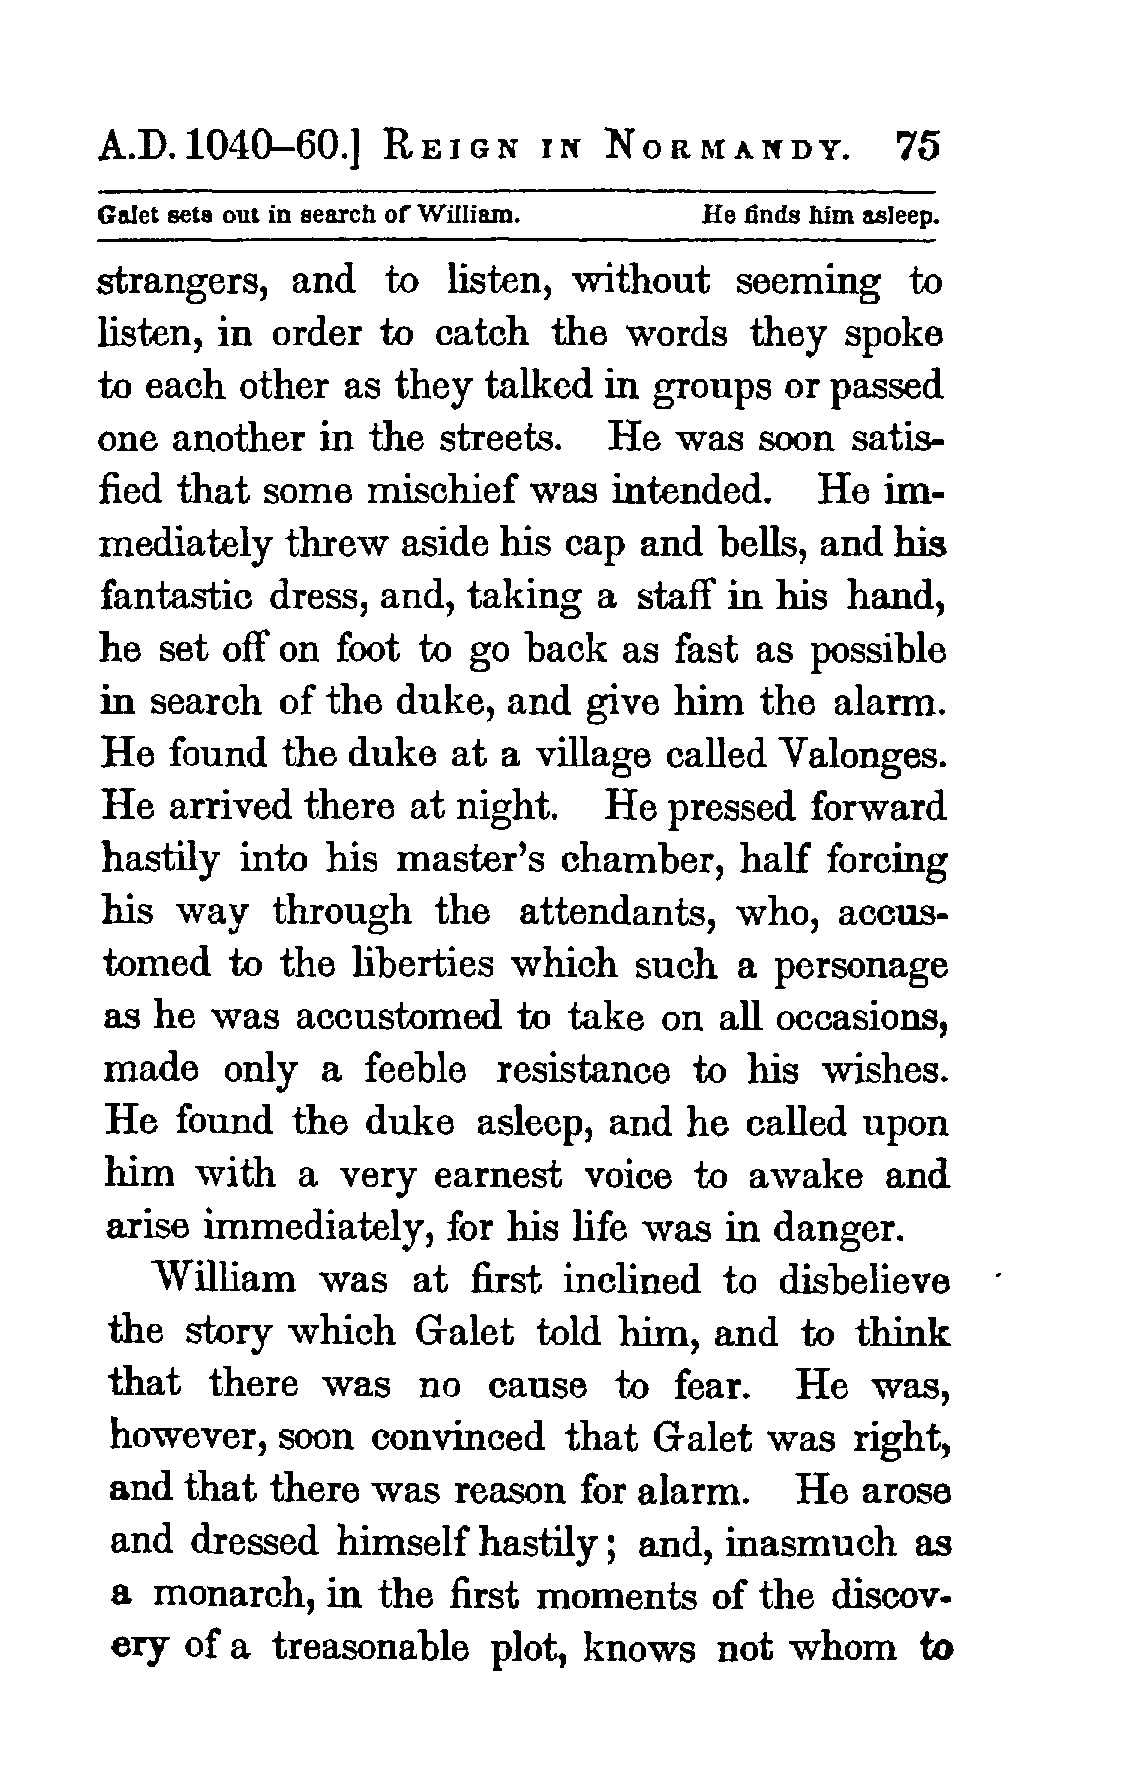 A.D. 1040–60.] REIGN IN NORMANDY. 75
Galet sets out in search of William. He finds him asleep.
strangers, and to listen, without seeming to
listen, in order to catch the words they spoke
to each other as they talked in groups or passed
one another in the streets. He was soon satis-
fied that some mischief was intended. He im-
mediately threw aside his cap and bells, and his
fantastic dress, and, taking a staff in his hand,
he set off on foot to go back as fast as possible
in search of the duke, and give him the alarm.
He found the duke at a village called Valonges.
He arrived there at night. He pressed forward
hastily into his master's chamber, half forcing
his way through the attendants, who, accus-
tomed to the liberties which such a personage
as he was accustomed to take on all occasions,
made only a feeble resistance to his wishes.
He found the duke asleep, and he called upon
him with a very earnest voice to awake and
arise immediately, for his life was in danger.
William was at first inclined to disbelieve
the story which Galet told him, and to think
that there was no cause to fear. He was,
however, soon convinced that Galet was right,
and that there was reason for alarm. He arose
and dressed himself hastily; and, inasmuch as
a monarch, in the first moments of the discov-
ery of a treasonable plot, knows not whom to